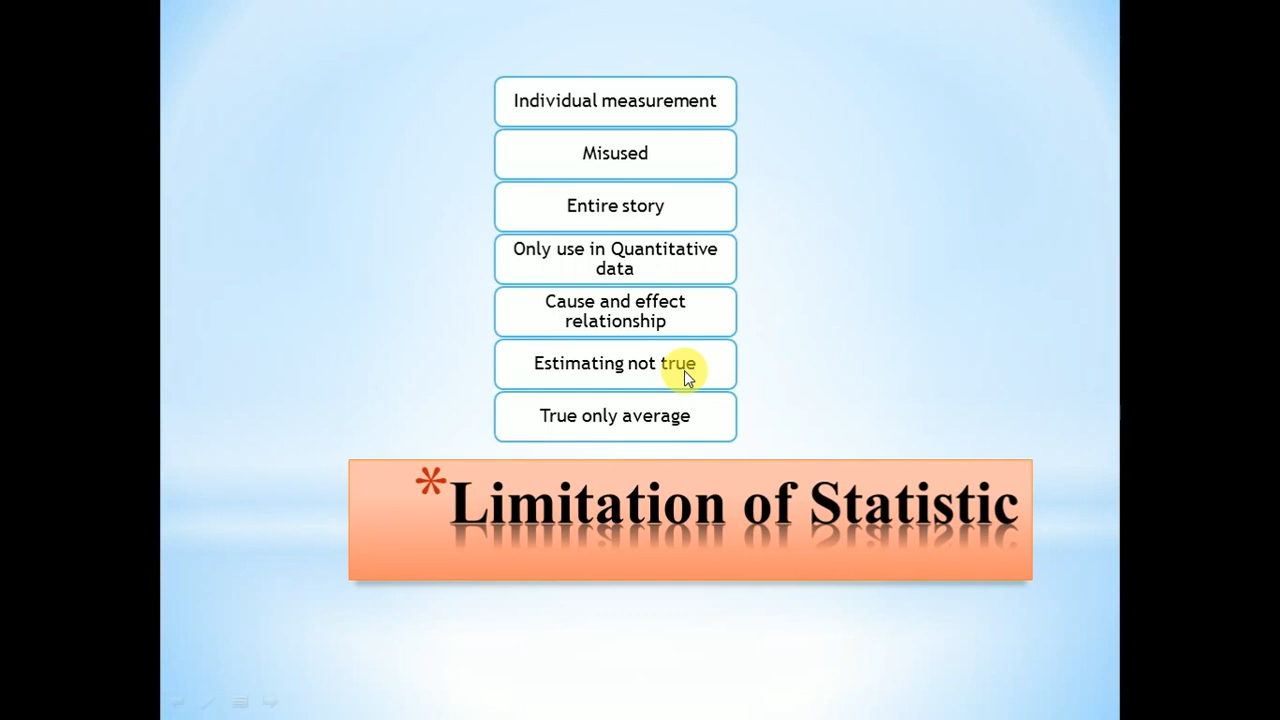 Individual measurement
Misused
Entire story
Only use in Quantitative
data
Cause and effect
relationship
Estimating not true
True only average
*Limitation of Statistic